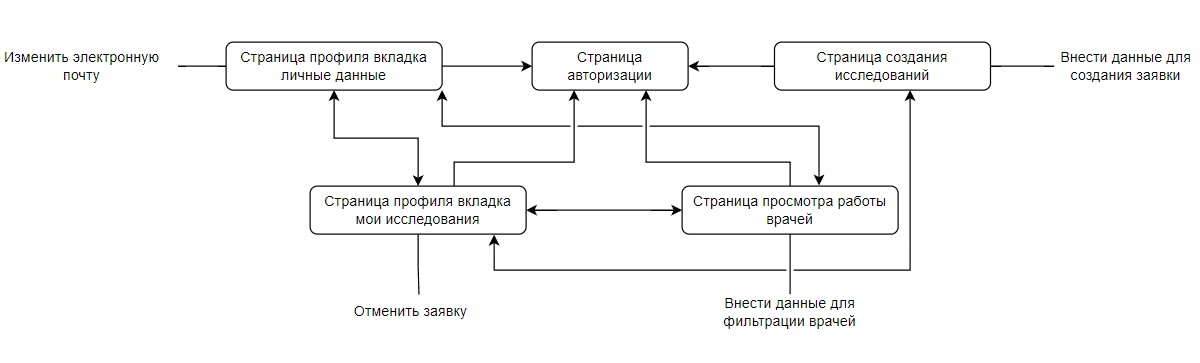 Изменить электронную
почту
Страница профиля вкладка
личные данные
Страница
авторизации
Страница создания
исследований
Внести данные для
создания заявки
Страница профиля вкладка
мои исследования
Страница просмотра работы
врачей
Отменить заявку
Внести данные для
фильтрации врачей